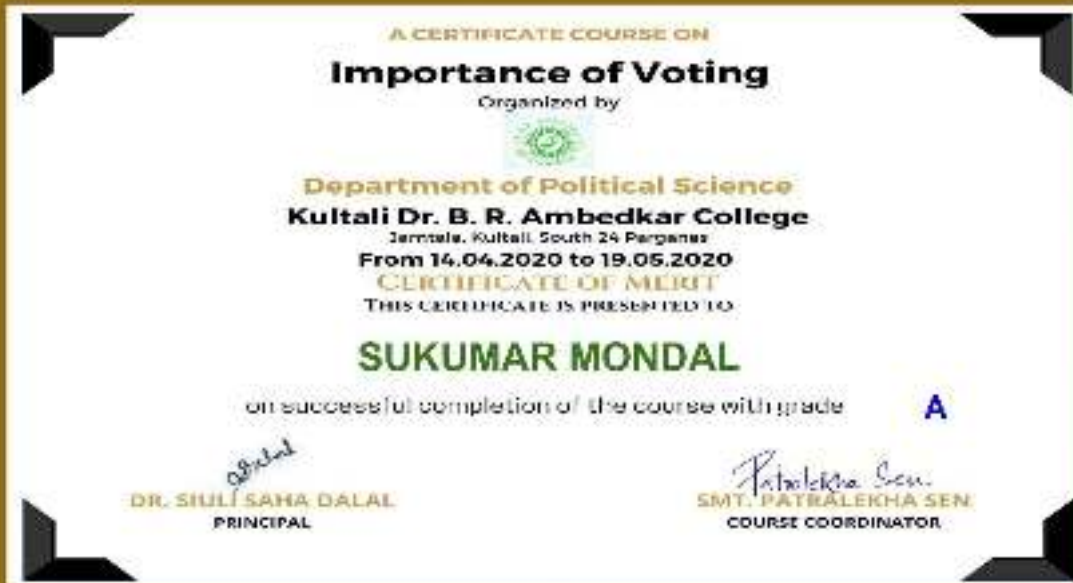 A CERTIFICATE COURSE ON
Importance of Voting
Organized by
Department of Political Science
Kultali Dr. B. R. Ambedkar College
Jamtala, Kultali, South 24 Parganas
From 14.04.2020 to 19.05.2020
CERTIFICATE OF MERIT
THIS CERTIFICATE IS PRESENTED TO
SUKUMAR MONDAL
on successful completion of the course with grade A
Patralekha Sen.
DR. SIULI SAHA DALAL SMT. PATRALEKHA SEN
PRINCIPAL COURSE COORDINATOR